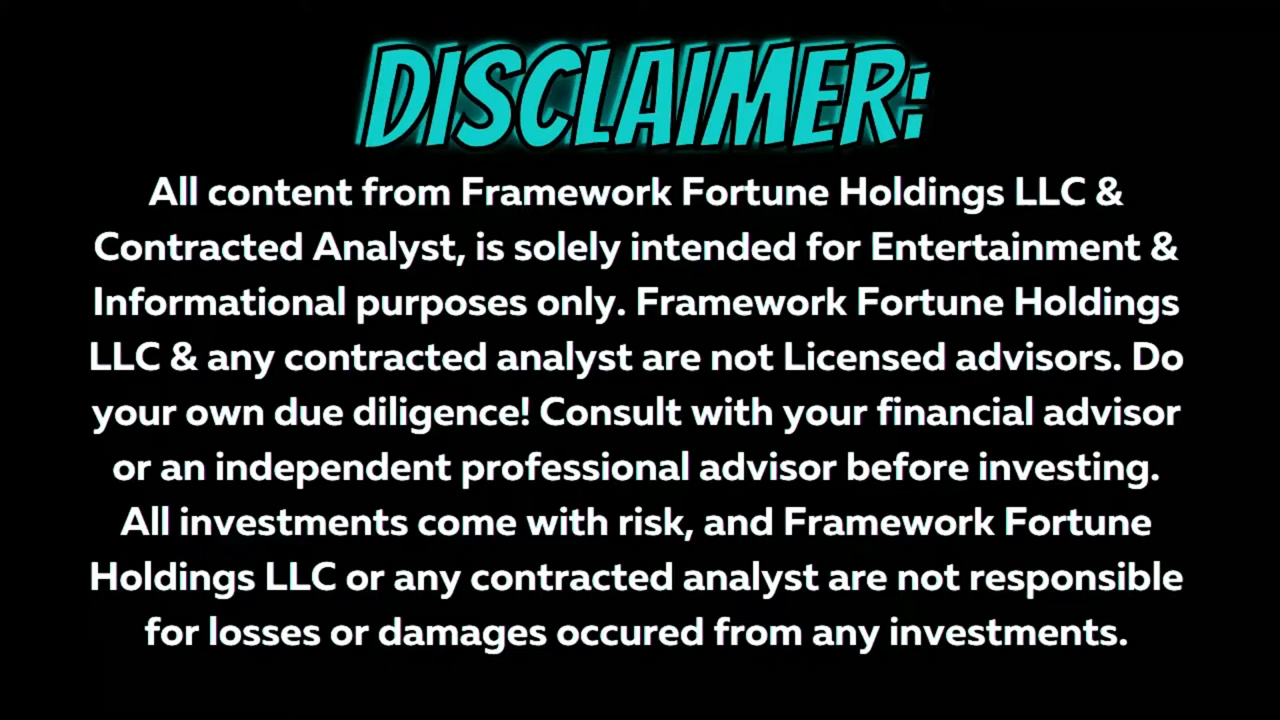 DISCLAIMER:
All content from Framework Fortune Holdings LLC &
Contracted Analyst, is solely intended for Entertainment &
Informational purposes only. Framework Fortune Holdings
LLC & any contracted analyst are not Licensed advisors. Do
your own due diligence! Consult with your financial advisor
or an independent professional advisor before investing.
All investments come with risk, and Framework Fortune
Holdings LLC or any contracted analyst are not responsible
for losses or damages occured from any investments.